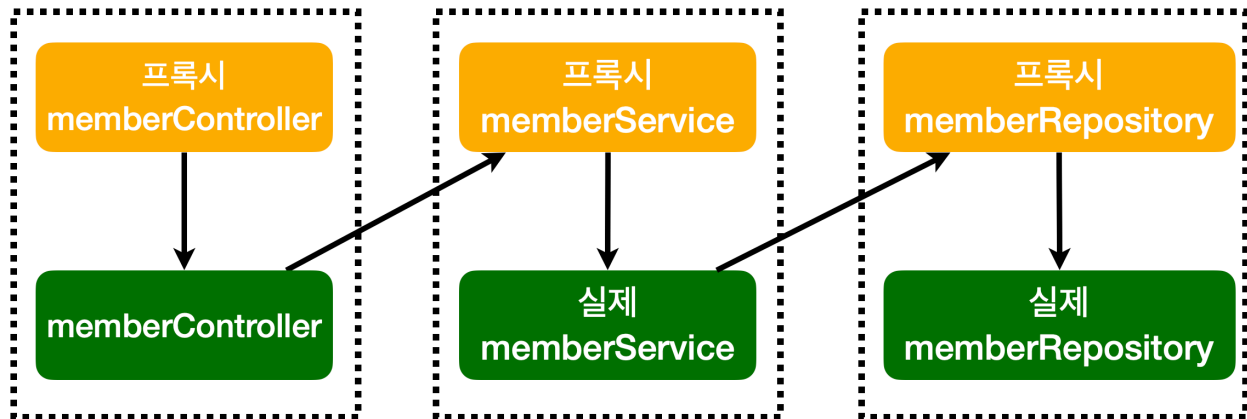 프록시
memberController
프록시
memberService
프록시
memberRepository
memberController
실제
memberService
실제
memberRepository